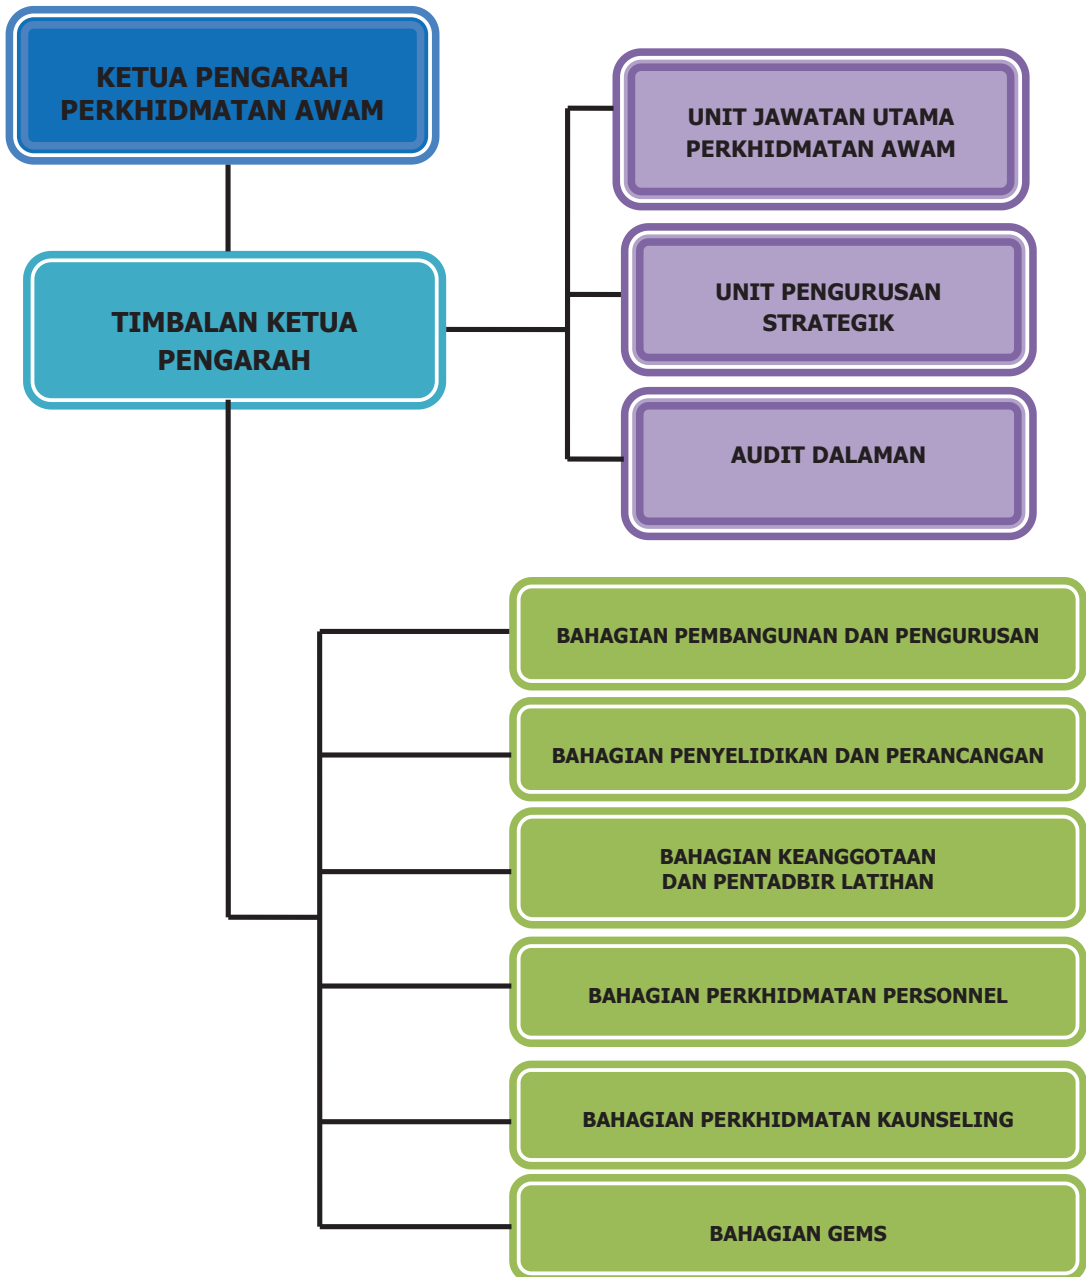 KETUA PENGARAH
PERKHIDMATAN AWAM
UNIT JAWATAN UTAMA
PERKHIDMATAN AWAM
TIMBALAN KETUA
PENGARAH
UNIT PENGURUSAN
STRATEGIK
AUDIT DALAMAN
BAHAGIAN PEMBANGUNAN DAN PENGURUSAN
BAHAGIAN PENYELIDIKAN DAN PERANCANGAN
BAHAGIAN KEANGGOTAAN
DAN PENTADBIR LATIHAN
BAHAGIAN PERKHIDMATAN PERSONNEL
BAHAGIAN PERKHIDMATAN KAUNSELING
BAHAGIAN GEMS